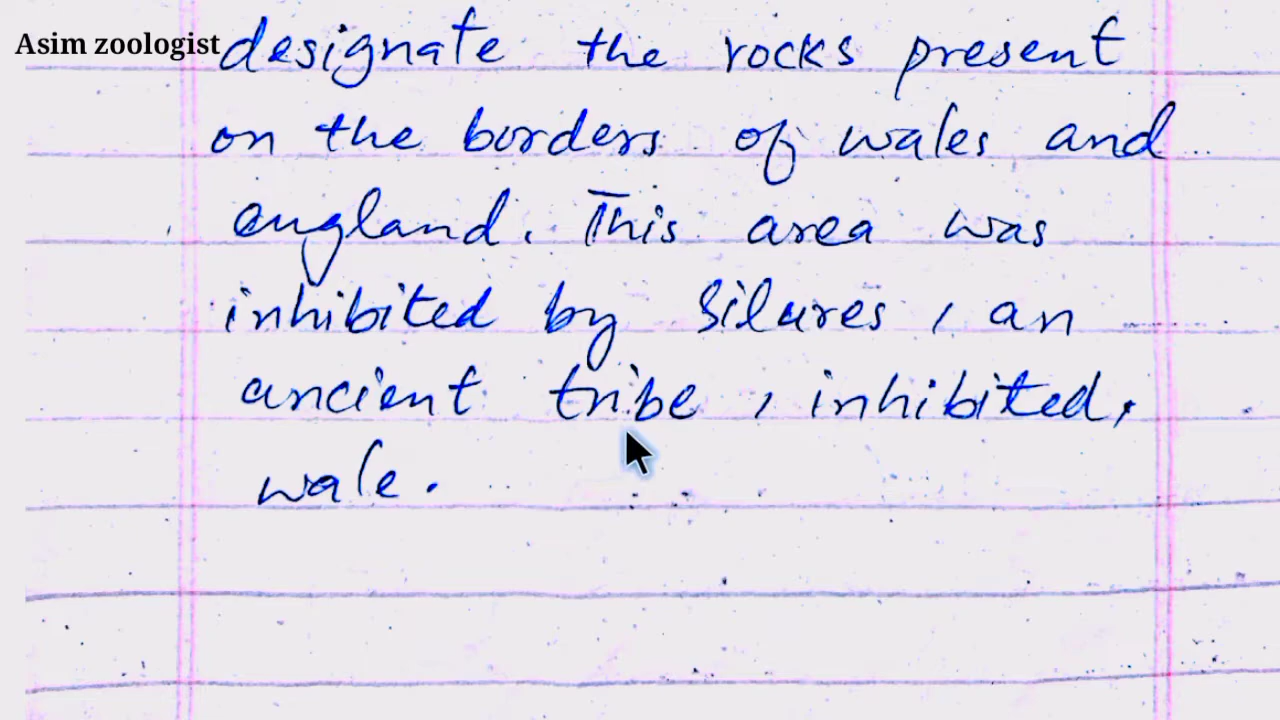 Asim zoologist
designate the rocks present
on the borders of wales and
england. This area was
inhibited by Silures, an
ancient tribe, inhibited,
wale.